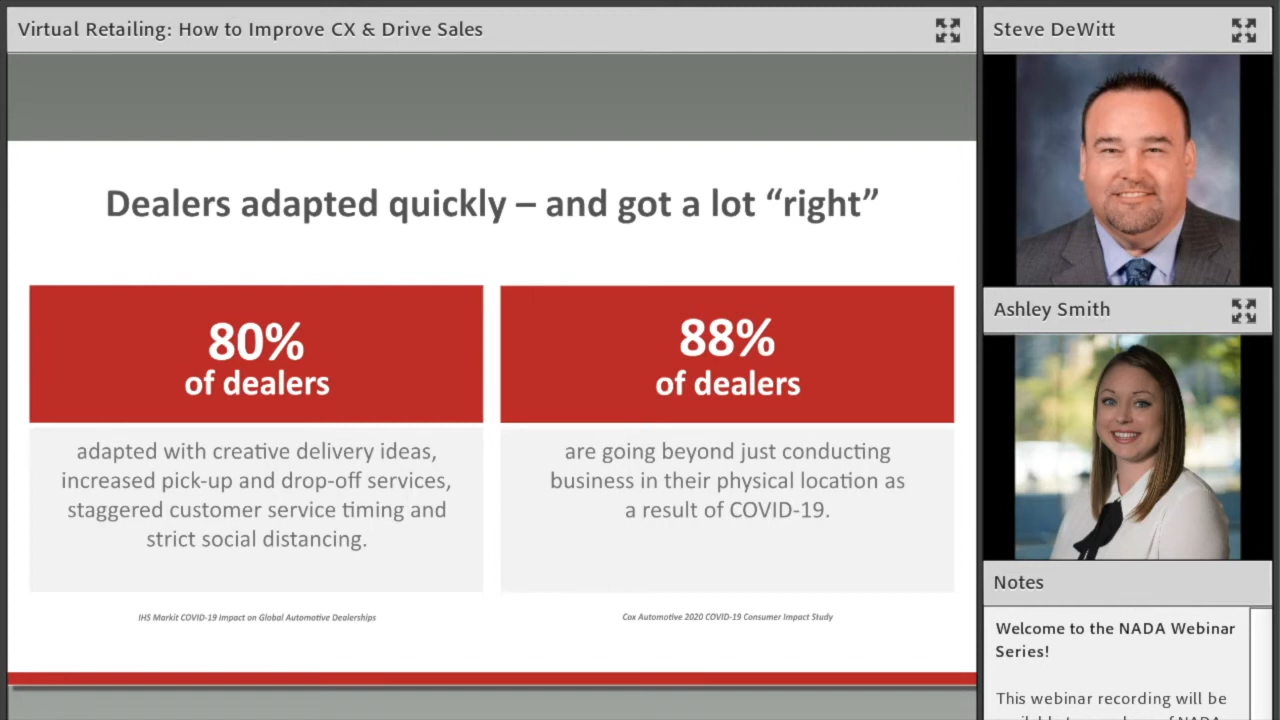 Virtual Retailing: How to Improve CX & Drive Sales
Dealers adapted quickly – and got a lot “right”
80%
of dealers
adapted with creative delivery ideas,
increased pick-up and drop-off services,
staggered customer service timing and
strict social distancing.
IHS Markit COVID-19 Impact on Global Automotive Dealerships
88%
of dealers
are going beyond just conducting
business in their physical location as
a result of COVID-19.
Cox Automotive 2020 COVID-19 Consumer Impact Study
Steve DeWitt
Ashley Smith
Notes
Welcome to the NADA Webinar
Series!
This webinar recording will be